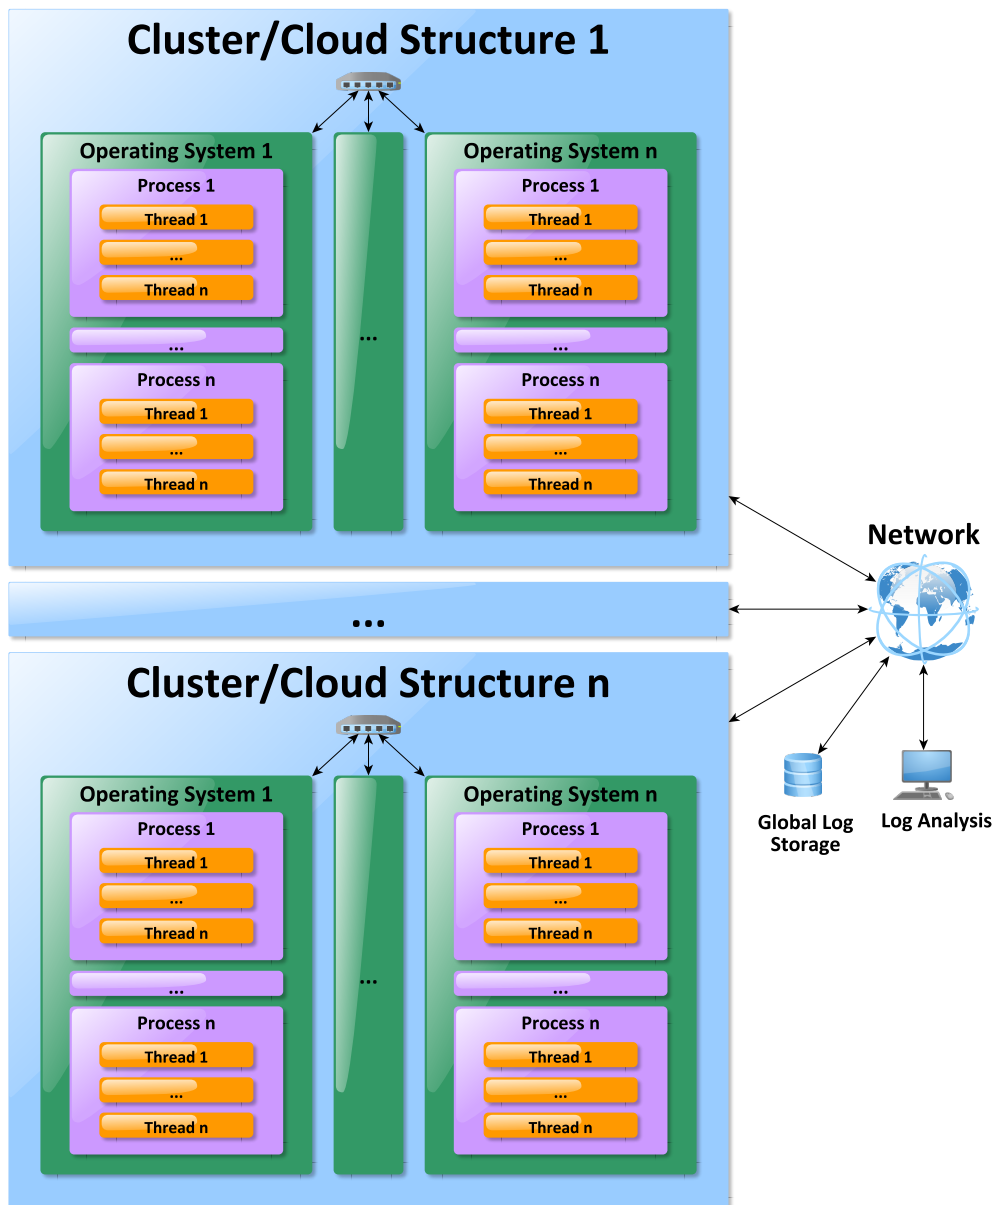 Cluster/Cloud Structure 1
Operating System 1
Process 1
Thread 1
...
Thread n
...
Process n
Thread 1
...
Thread n
...
Operating System n
Process 1
Thread 1
...
Thread n
...
Process n
Thread 1
...
Thread n
...
Cluster/Cloud Structure n
Operating System 1
Process 1
Thread 1
...
Thread n
...
Process n
Thread 1
...
Thread n
...
Operating System n
Process 1
Thread 1
...
Thread n
...
Process n
Thread 1
...
Thread n
Network
Global Log
Storage
Log Analysis